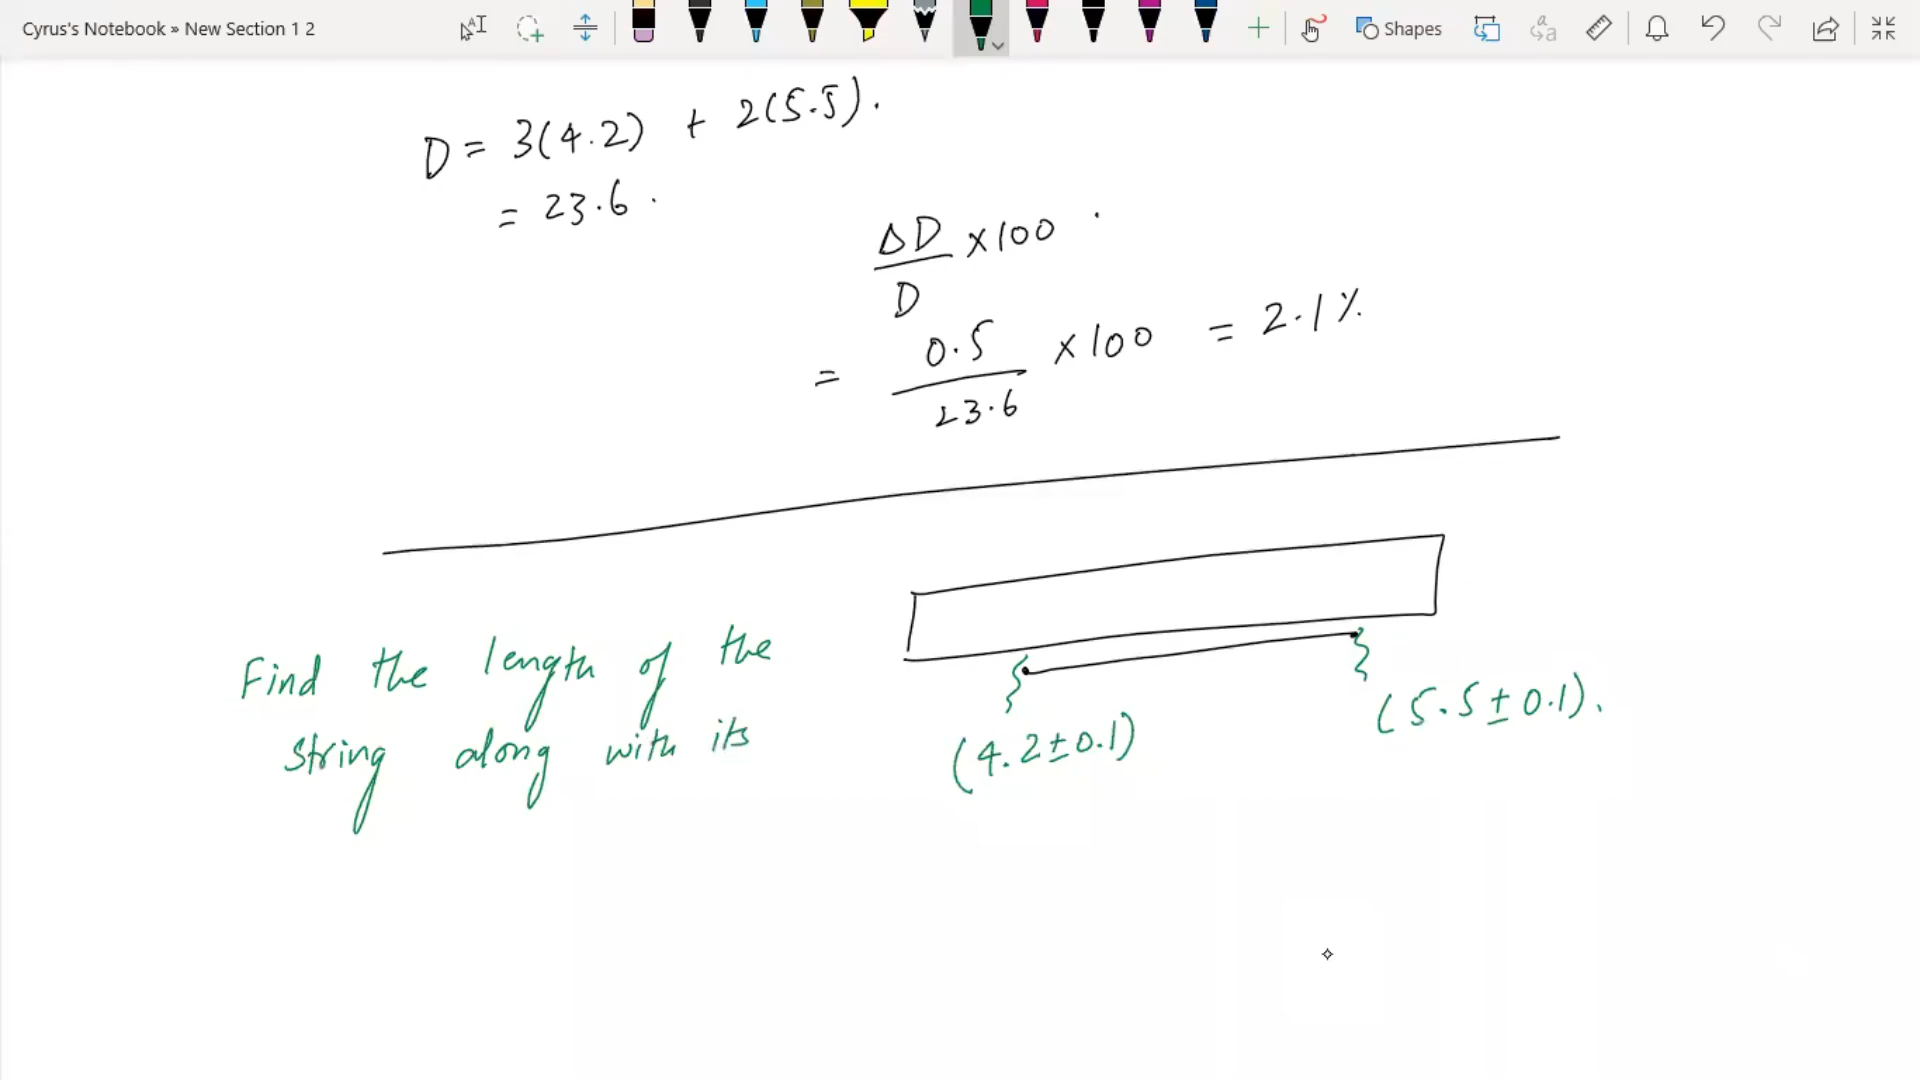 Cyrus's Notebook » New Section 1 2
Shapes
D = 3(4.2) + 2(5.5).
= 23.6.
ΔD/D × 100
= 0.5/23.6 × 100 = 2.1%
Find the length of the
string along with its
(4.2 ± 0.1)
(5.5 ± 0.1).